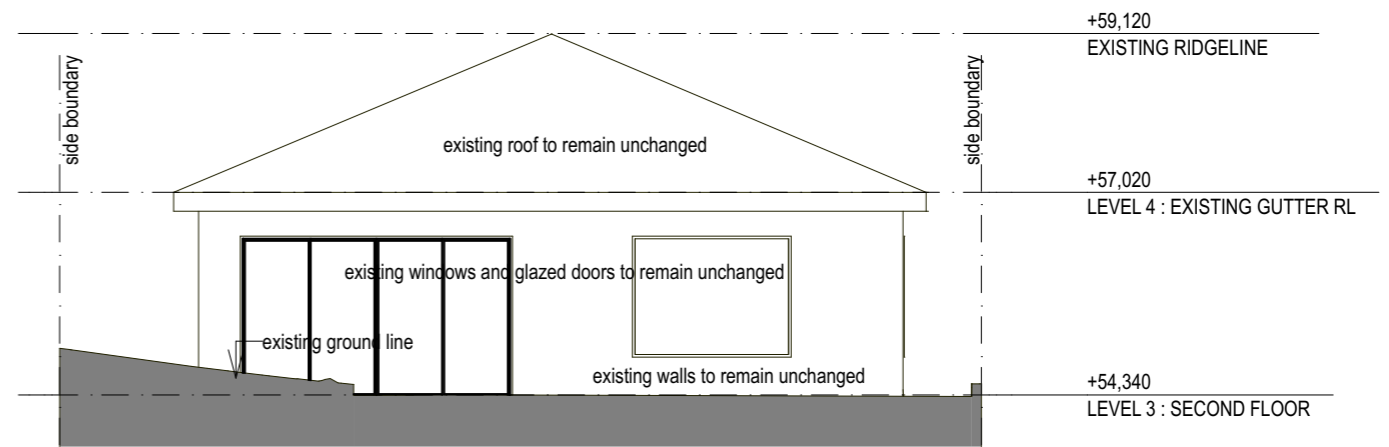 +59,120
EXISTING RIDGELINE
side boundary
side boundary
existing roof to remain unchanged
+57,020
LEVEL 4 : EXISTING GUTTER RL
existing windows and glazed doors to remain unchanged
existing ground line
existing walls to remain unchanged
+54,340
LEVEL 3 : SECOND FLOOR